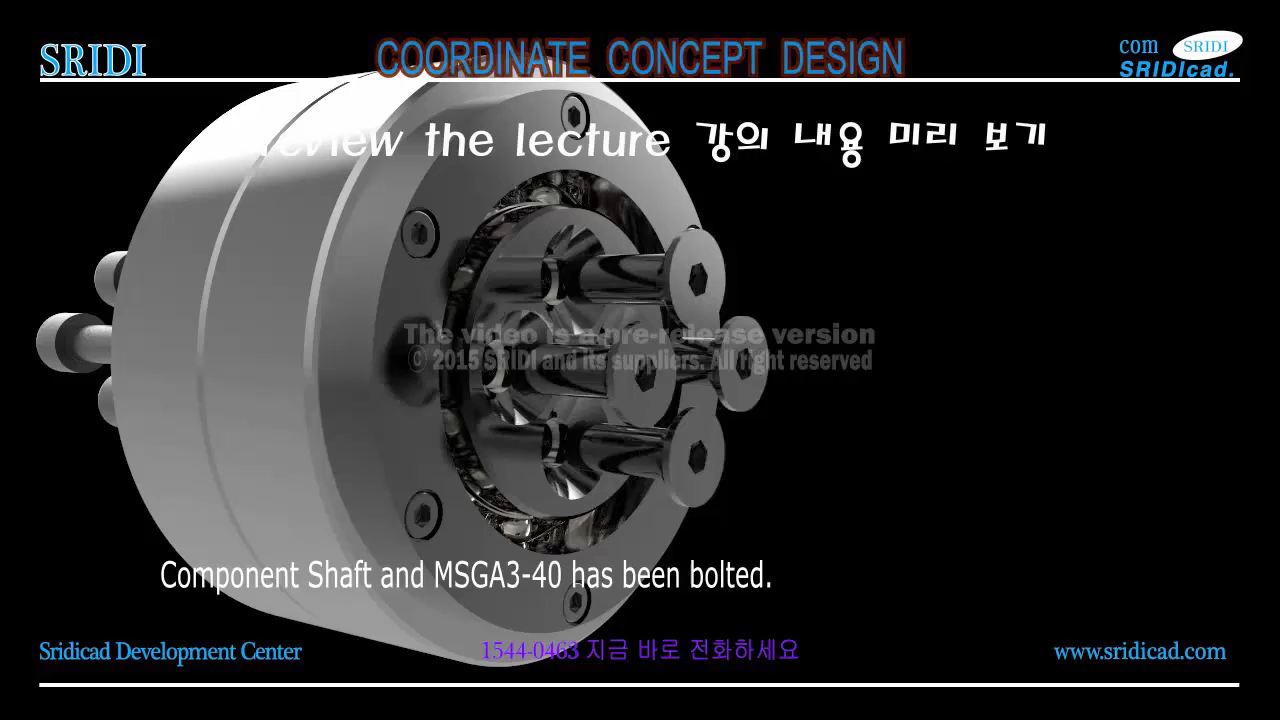 SRIDI
COORDINATE CONCEPT DESIGN
com SRIDI
SRIDIcad.
review the lecture 강의 내용 미리 보기
The video is a pre-release version
© 2015 SRIDI and its suppliers. All right reserved
Component Shaft and MSGA3-40 has been bolted.
Sridicad Development Center
1544-0463 지금 바로 전화하세요
www.sridicad.com